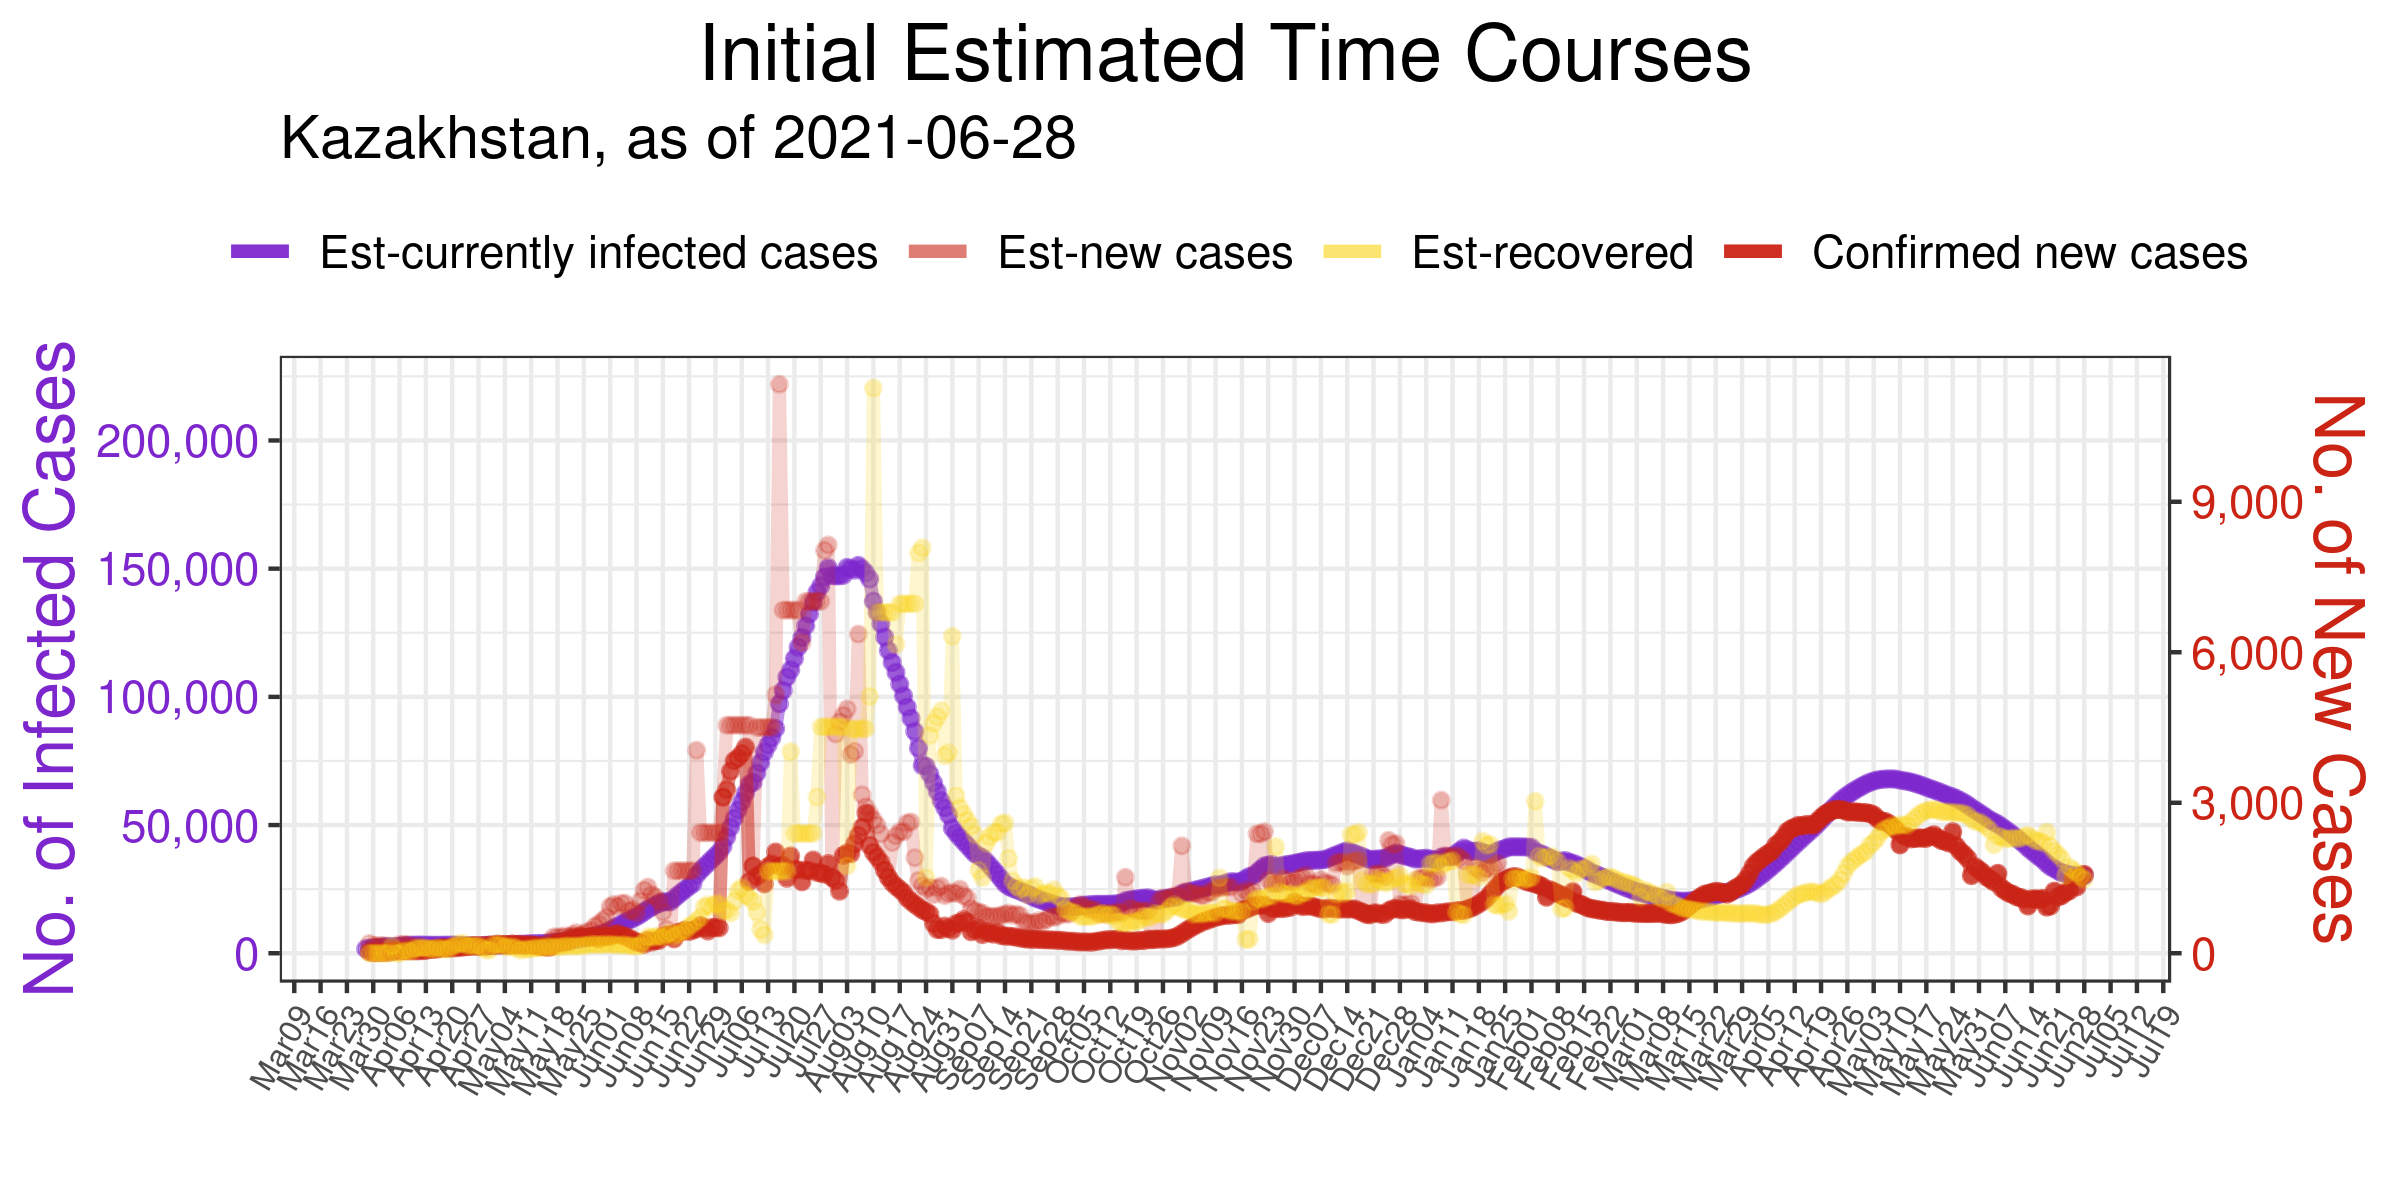 Initial Estimated Time Courses
Kazakhstan, as of 2021-06-28
Est-currently infected cases
Est-new cases
Est-recovered
Confirmed new cases
No. of Infected Cases
200,000
150,000
100,000
50,000
0
No. of New Cases
9,000
6,000
3,000
0
Mar09
Mar16
Mar23
Mar30
Apr06
Apr13
Apr20
Apr27
May04
May11
May18
May25
Jun01
Jun08
Jun15
Jun22
Jun29
Jul06
Jul13
Jul20
Jul27
Aug03
Aug10
Aug17
Aug24
Aug31
Sep07
Sep14
Sep21
Sep28
Oct05
Oct12
Oct19
Oct26
Nov02
Nov09
Nov16
Nov23
Nov30
Dec07
Dec14
Dec21
Dec28
Jan04
Jan11
Jan18
Jan25
Feb01
Feb08
Feb15
Feb22
Mar01
Mar08
Mar15
Mar22
Mar29
Apr05
Apr12
Apr19
Apr26
May03
May10
May17
May24
May31
Jun07
Jun14
Jun21
Jun28
Jul05
Jul12
Jul19